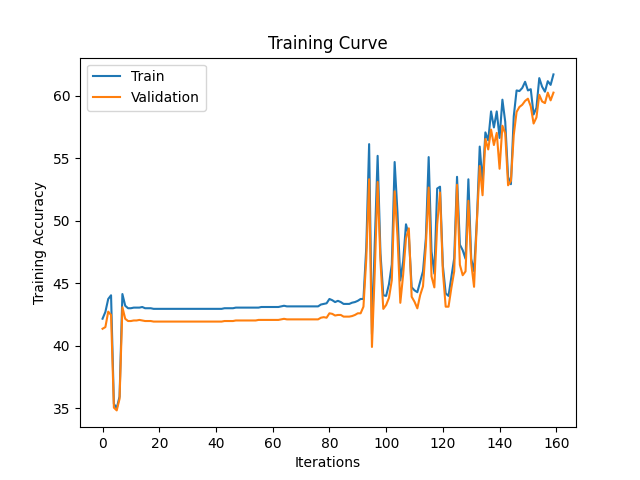 Training Curve
Train
Validation
Training Accuracy
60
55
50
45
40
35
0 20 40 60 80 100 120 140 160
Iterations